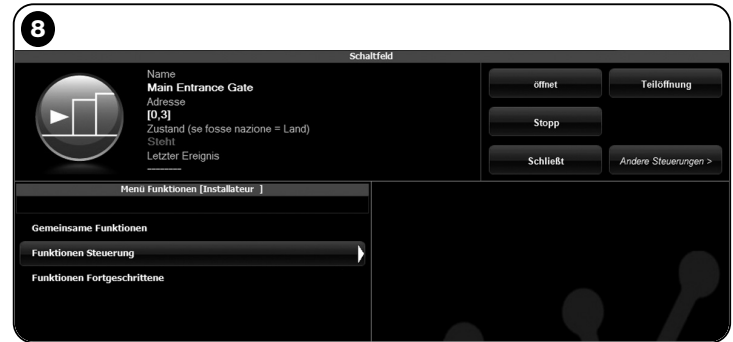 8
Schaltfeld
Name
Main Entrance Gate
Adresse
[0,3]
Zustand (se fosse nazione = Land)
Steht
Letzter Ereignis
--------
öffnet
Teilöffnung
Stopp
Schließt
Andere Steuerungen >
Menü Funktionen [Installateur ]
Gemeinsame Funktionen
Funktionen Steuerung
Funktionen Fortgeschrittene